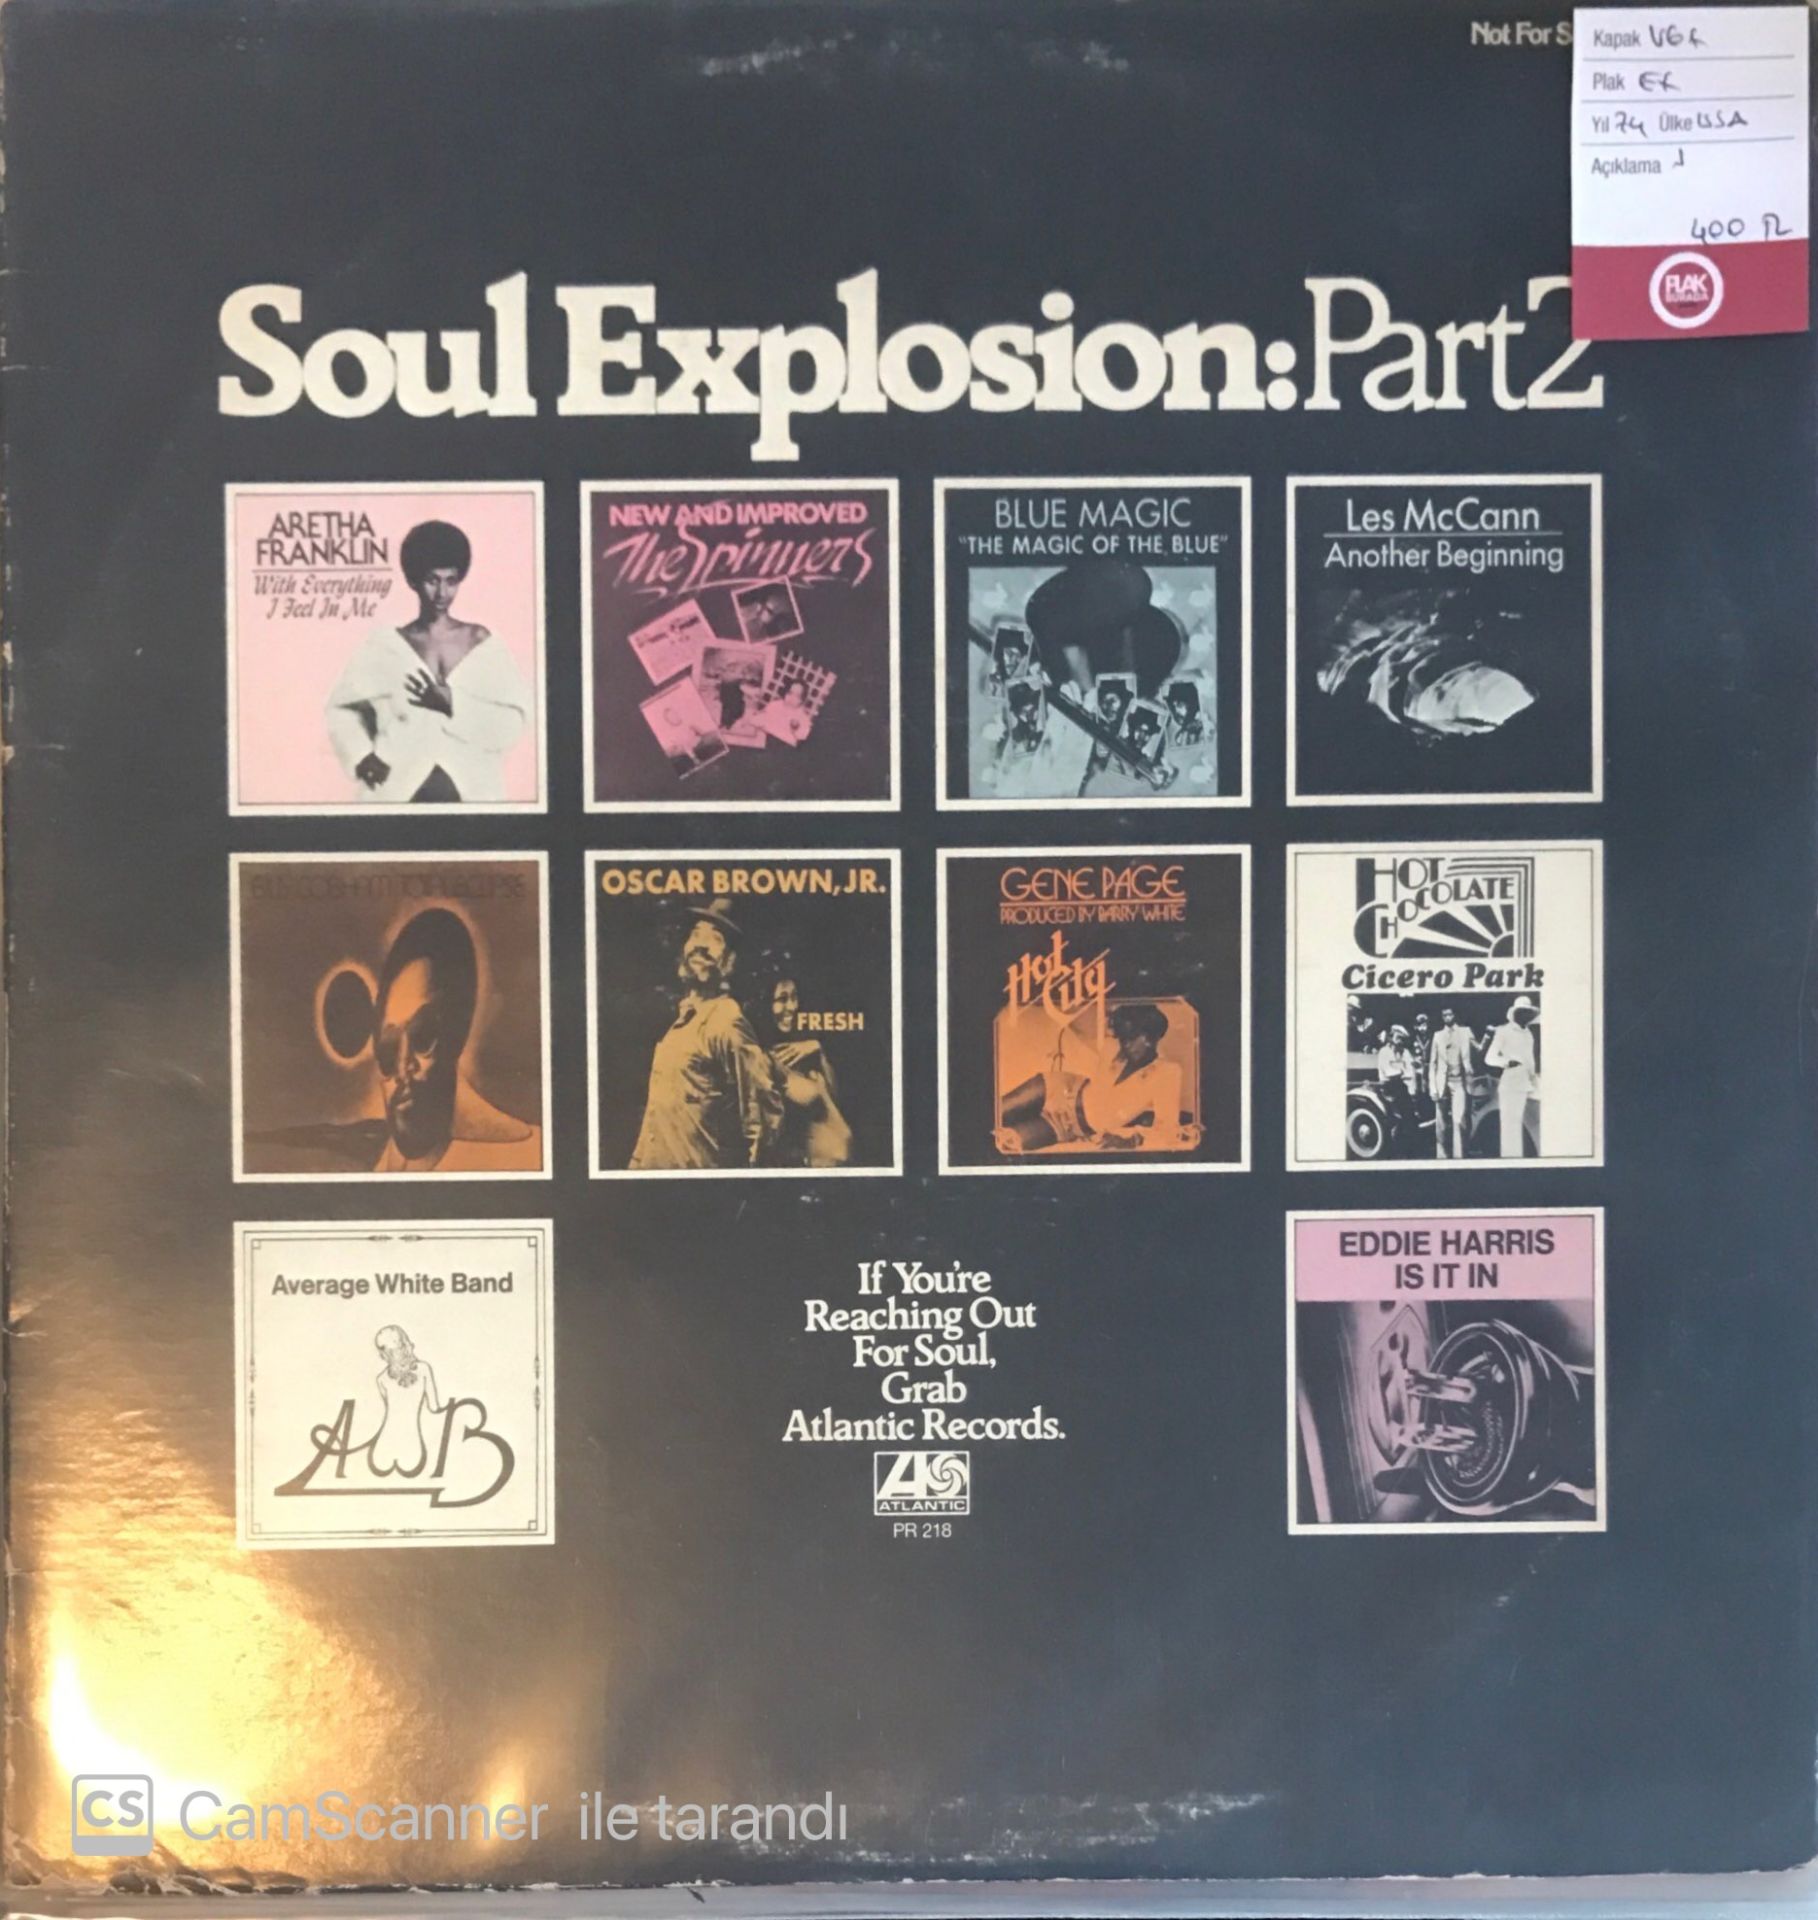 Not For S
Kapak VG+
Plak E+
Yıl 74 Ülke USA
Açıklama
400 TL
PLAK
BURADA
Soul Explosion:Part2
ARETHA
FRANKLIN
With Everything
I Feel In Me
NEW AND IMPROVED
The Spinners
BLUE MAGIC
"THE MAGIC OF THE BLUE"
Les McCann
Another Beginning
OSCAR BROWN, JR.
FRESH
GENE PAGE
PRODUCED BY BARRY WHITE
Hot
City
HOT
CHOCOLATE
Cicero Park
Average White Band
AWB
If You're
Reaching Out
For Soul,
Grab
Atlantic Records.
ATLANTIC
PR 218
EDDIE HARRIS
IS IT IN
CS CamScanner ile tarandı